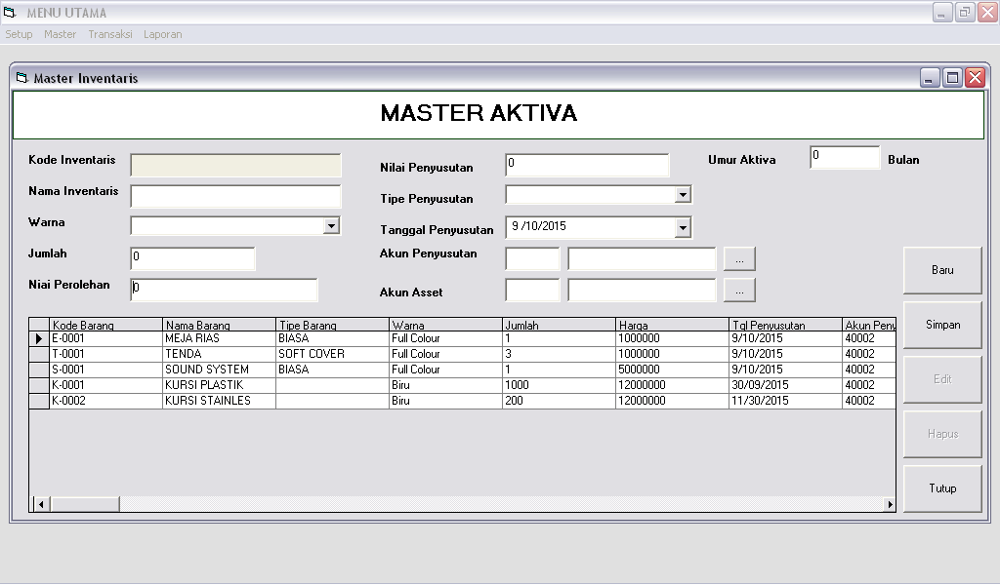 MENU UTAMA
Setup Master Transaksi Laporan
Master Inventaris
MASTER AKTIVA
Kode Inventaris
Nilai Penyusutan 0
Umur Aktiva 0 Bulan
Nama Inventaris
Tipe Penyusutan
Warna
Tanggal Penyusutan 9 /10/2015
Jumlah 0
Akun Penyusutan ...
Niai Perolehan 0
Akun Asset ...
Baru
Simpan
Edit
Hapus
Tutup
Kode Barang Nama Barang Tipe Barang Warna Jumlah Harga Tgl Penyusutan Akun Peny
E-0001 MEJA RIAS BIASA Full Colour 1 1000000 9/10/2015 40002
T-0001 TENDA SOFT COVER Full Colour 3 1000000 9/10/2015 40002
S-0001 SOUND SYSTEM BIASA Full Colour 1 5000000 9/10/2015 40002
K-0001 KURSI PLASTIK Biru 1000 12000000 30/09/2015 40002
K-0002 KURSI STAINLES Biru 200 12000000 11/30/2015 40002